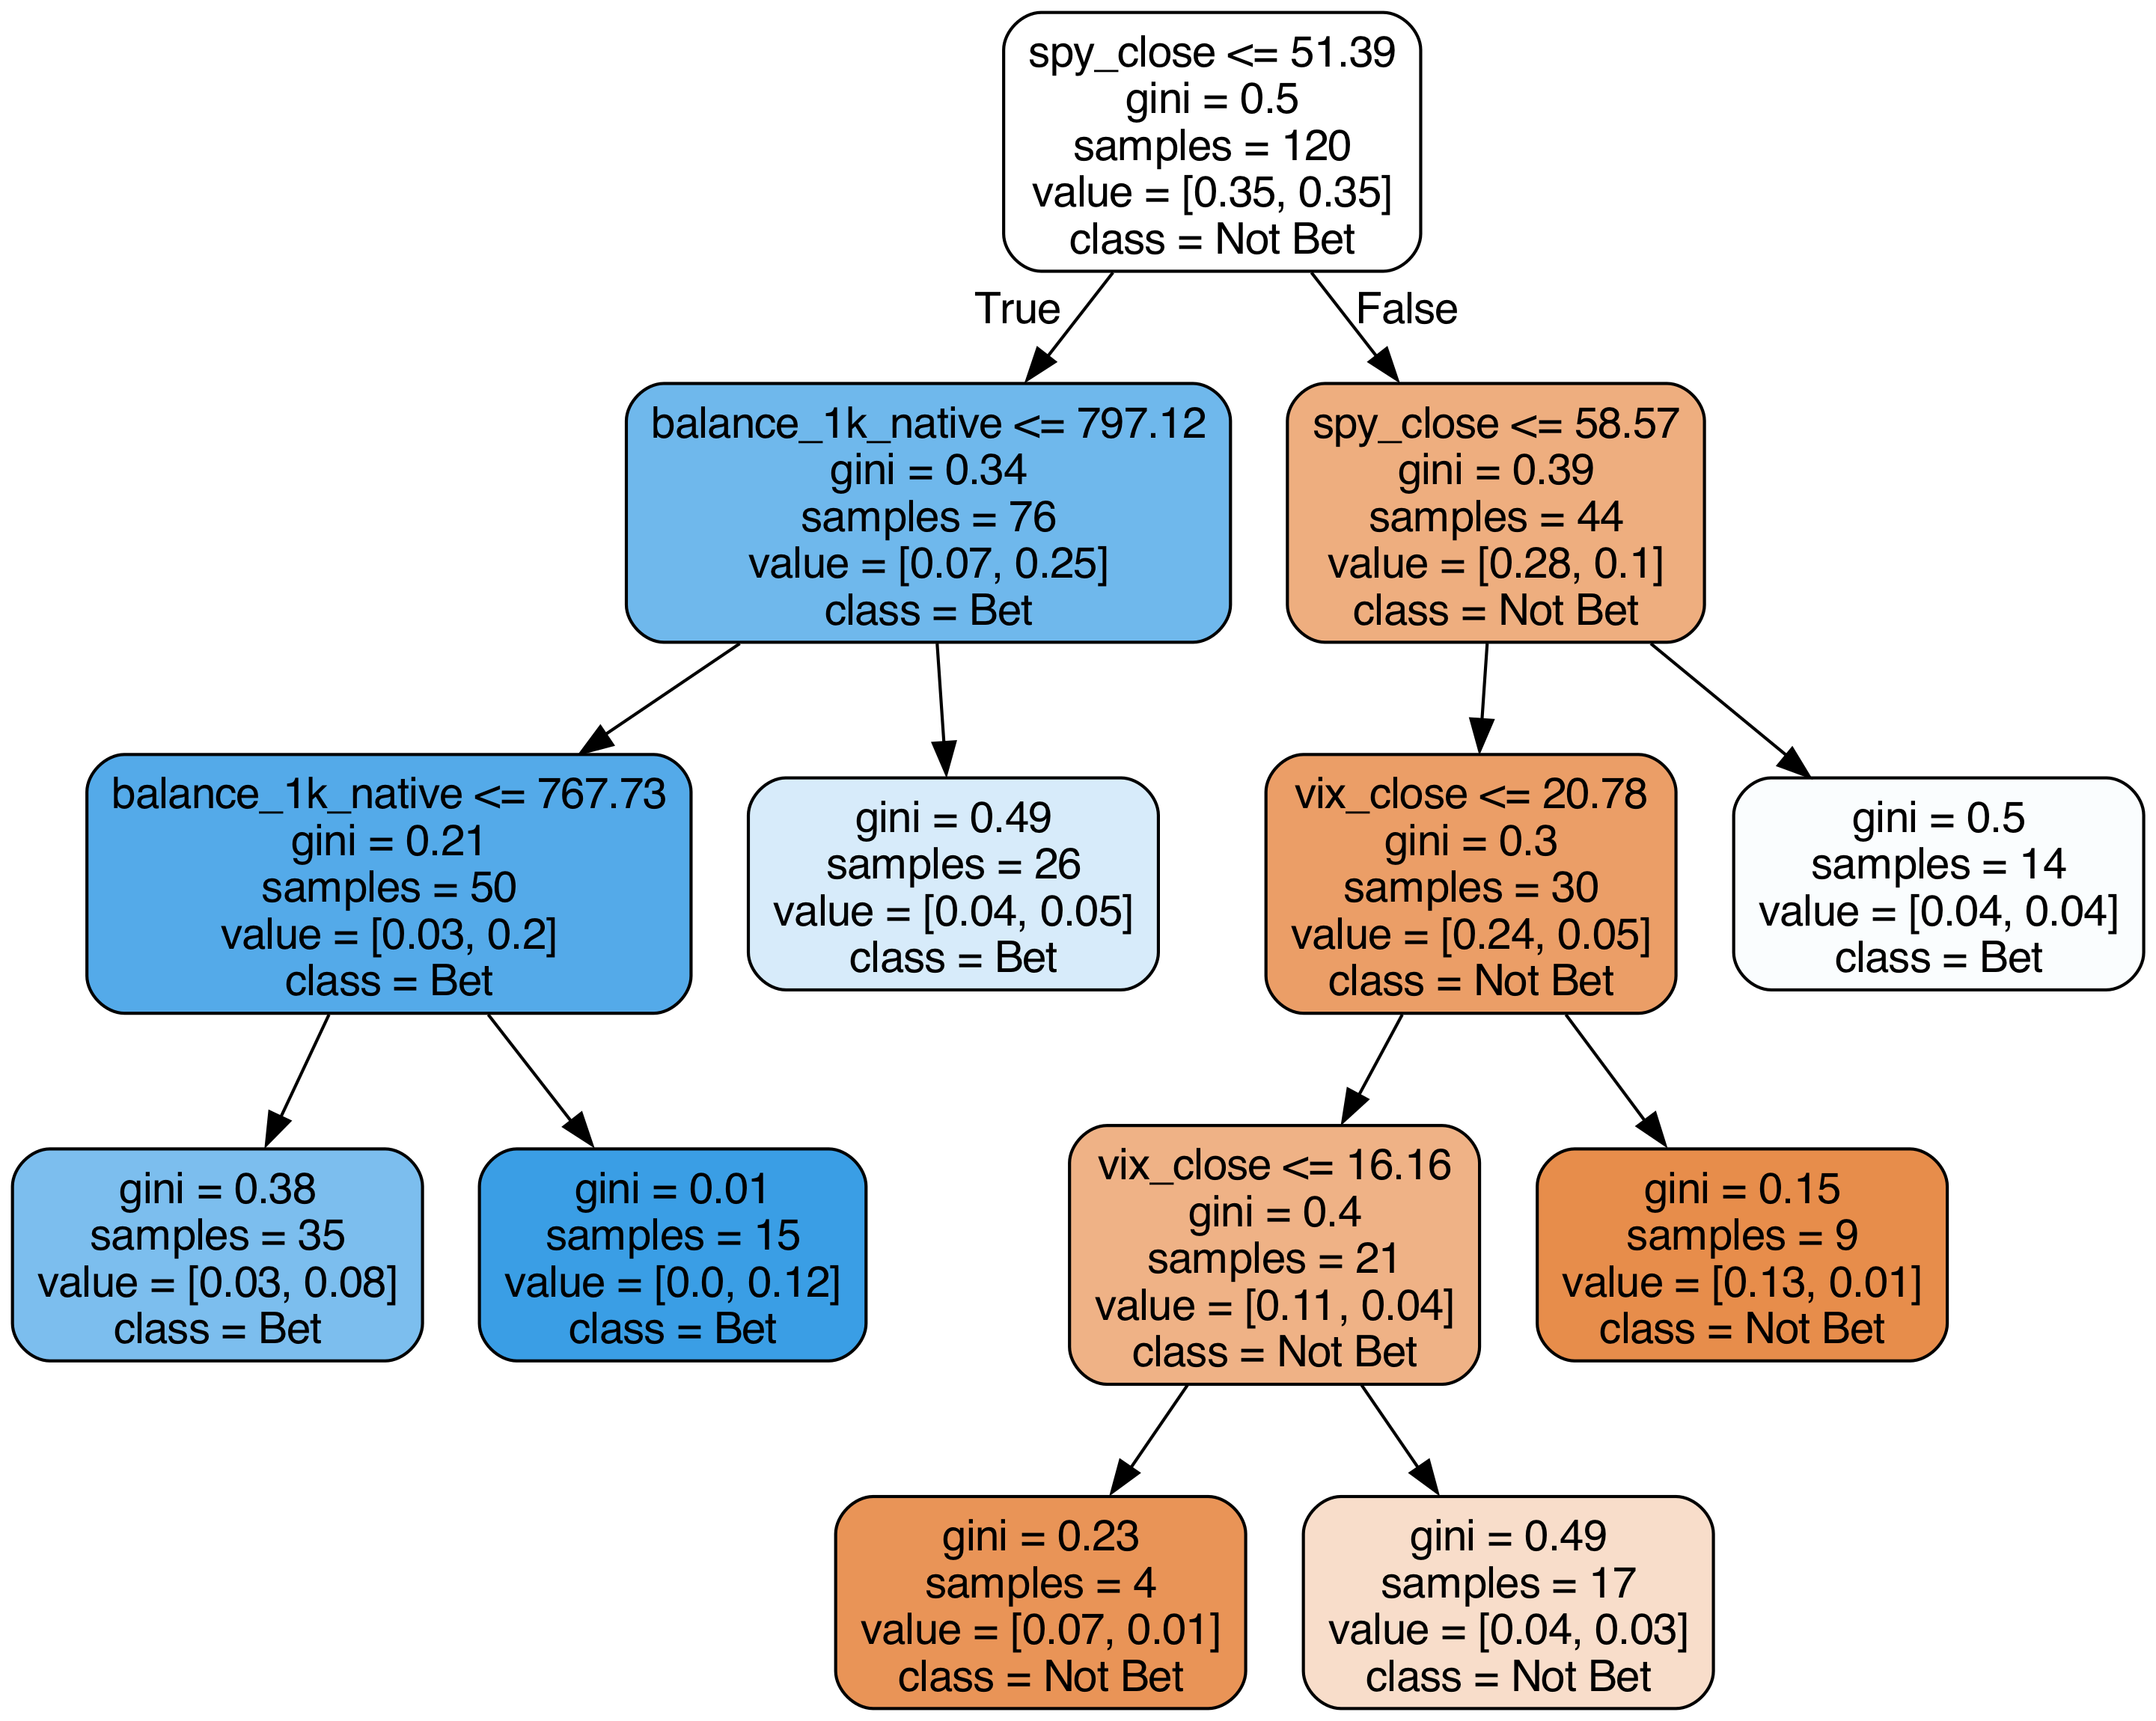 spy_close <= 51.39
gini = 0.5
samples = 120
value = [0.35, 0.35]
class = Not Bet
True
False
balance_1k_native <= 797.12
gini = 0.34
samples = 76
value = [0.07, 0.25]
class = Bet
spy_close <= 58.57
gini = 0.39
samples = 44
value = [0.28, 0.1]
class = Not Bet
balance_1k_native <= 767.73
gini = 0.21
samples = 50
value = [0.03, 0.2]
class = Bet
gini = 0.49
samples = 26
value = [0.04, 0.05]
class = Bet
vix_close <= 20.78
gini = 0.3
samples = 30
value = [0.24, 0.05]
class = Not Bet
gini = 0.5
samples = 14
value = [0.04, 0.04]
class = Bet
gini = 0.38
samples = 35
value = [0.03, 0.08]
class = Bet
gini = 0.01
samples = 15
value = [0.0, 0.12]
class = Bet
vix_close <= 16.16
gini = 0.4
samples = 21
value = [0.11, 0.04]
class = Not Bet
gini = 0.15
samples = 9
value = [0.13, 0.01]
class = Not Bet
gini = 0.23
samples = 4
value = [0.07, 0.01]
class = Not Bet
gini = 0.49
samples = 17
value = [0.04, 0.03]
class = Not Bet